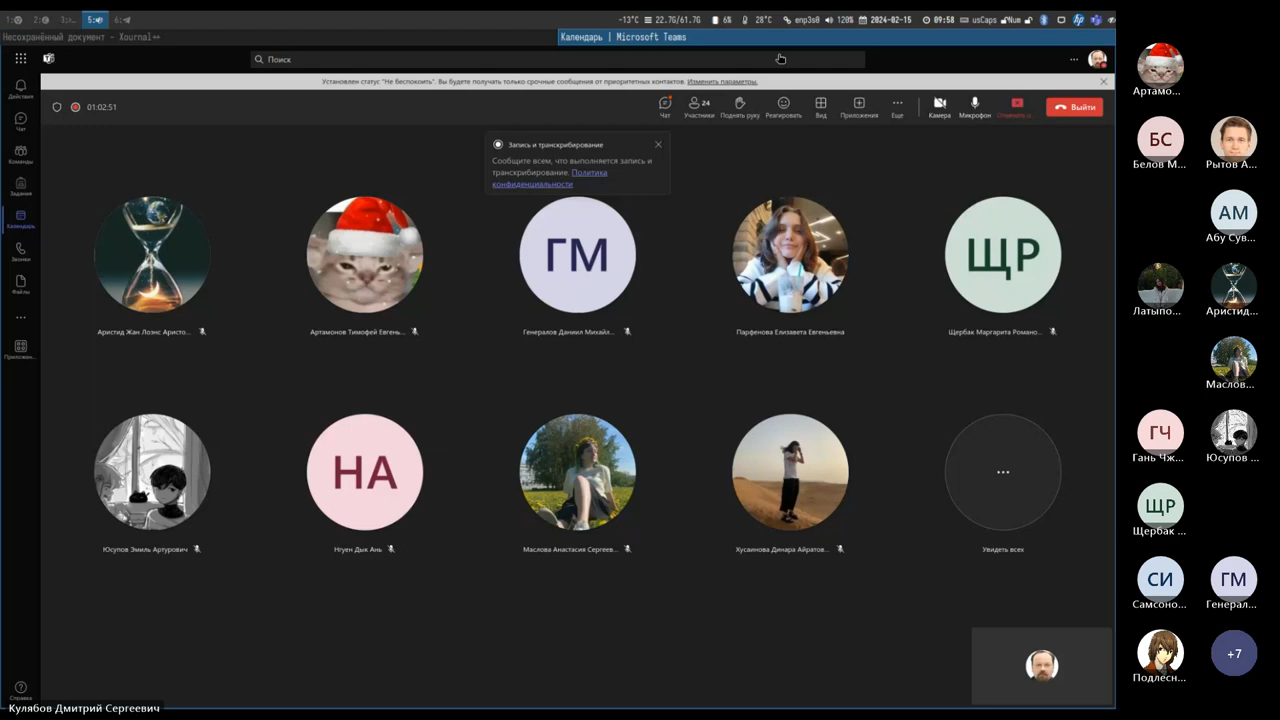 1: 2: 3: 5: 6:
-13°C 22.7G/61.7G 6% 28°C enp3s0 120% 2024-02-15 09:58 usCaps Num
Несохранённый документ - Xournal++
Календарь | Microsoft Teams
Поиск
Установлен статус "Не беспокоить". Вы будете получать только срочные сообщения от приоритетных контактов. Изменить параметры.
01:02:51
24
Чат Участники Поднять руку Реагировать Вид Приложения Еще Камера Микрофон Выйти
Действия
Чат
Команды
Задания
Календарь
Звонки
Файлы
Приложен...
Справка
Запись и транскрибирование
Сообщите всем, что выполняется запись и
транскрибирование. Политика
конфиденциальности
ГМ
ЩР
Аристид Жан Лоэнс Аристо...
Артамонов Тимофей Евгень...
Генералов Даниил Михайл...
Парфенова Елизавета Евгеньевна
Щербак Маргарита Романо...
НА
...
Юсупов Эмиль Артурович
Нгуен Дык Ань
Маслова Анастасия Сергеев...
Хусаинова Динара Айратов...
Увидеть всех
Кулябов Дмитрий Сергеевич
Артамо...
БС
Белов М...
Рытов А...
АМ
Абу Сув...
Латыпо...
Аристид...
Маслов...
ГЧ
Гань Чж...
Юсупов ...
ЩР
Щербак ...
СИ
Самсоно...
ГМ
Генерал...
Подлесн...
+7